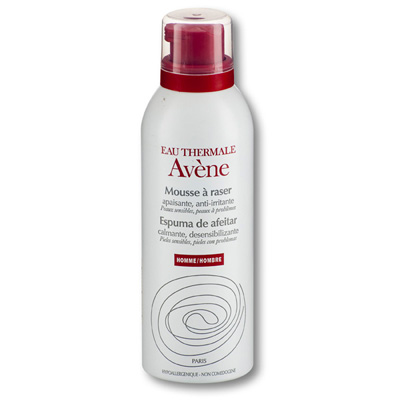 EAU THERMALE
Avène
Mousse à raser
apaisante, anti-irritante
Peaux sensibles, peaux à problèmes
Espuma de afeitar
calmante, desensibilizante
Pieles sensibles, pieles con problemas
HOMME/HOMBRE
PARIS
HYPOALLERGENIQUE - NON COMEDOGENE